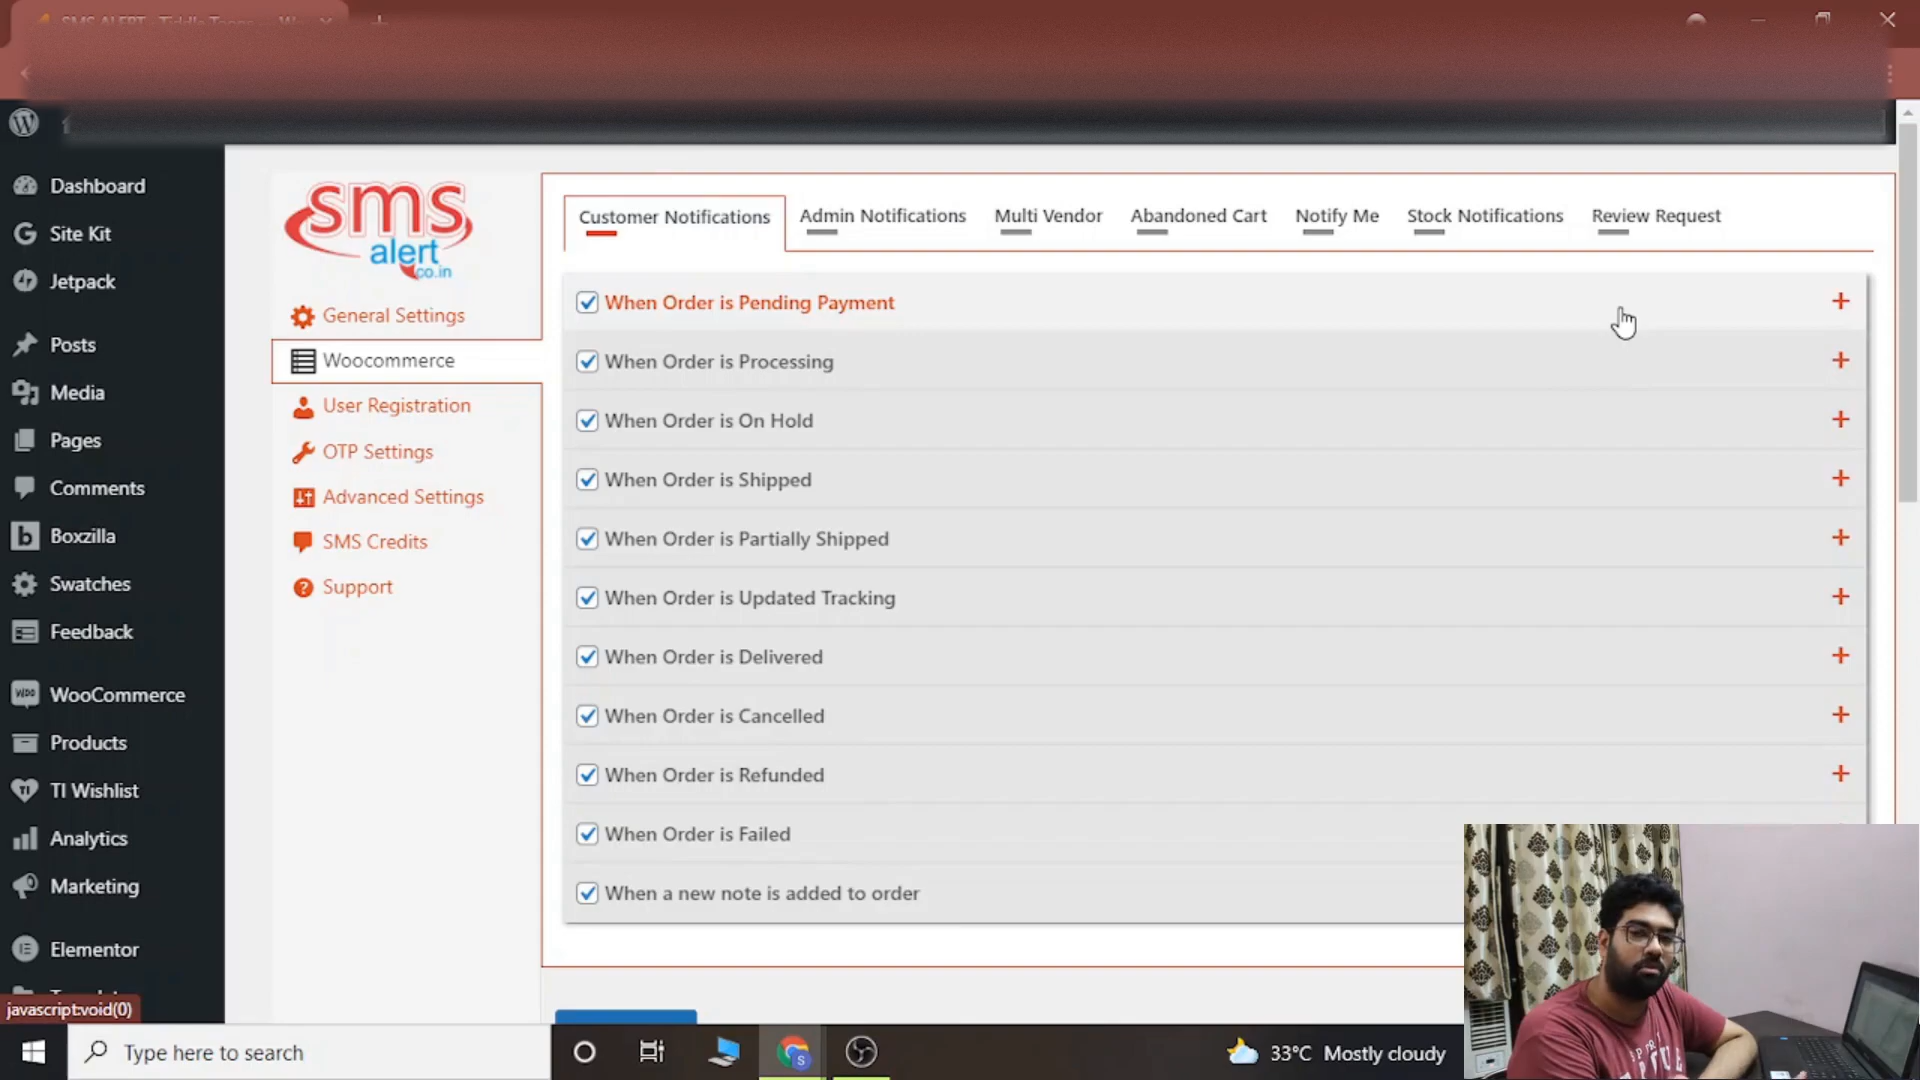 SMS ALERT
Dashboard
Site Kit
Jetpack
Posts
Media
Pages
Comments
Boxzilla
Swatches
Feedback
WooCommerce
Products
TI Wishlist
Analytics
Marketing
Elementor
javascript:void(0)
sms
alert
.co.in
General Settings
Woocommerce
User Registration
OTP Settings
Advanced Settings
SMS Credits
Support
Customer Notifications Admin Notifications Multi Vendor Abandoned Cart Notify Me Stock Notifications Review Request
When Order is Pending Payment
When Order is Processing
When Order is On Hold
When Order is Shipped
When Order is Partially Shipped
When Order is Updated Tracking
When Order is Delivered
When Order is Cancelled
When Order is Refunded
When Order is Failed
When a new note is added to order
Type here to search
33°C Mostly cloudy